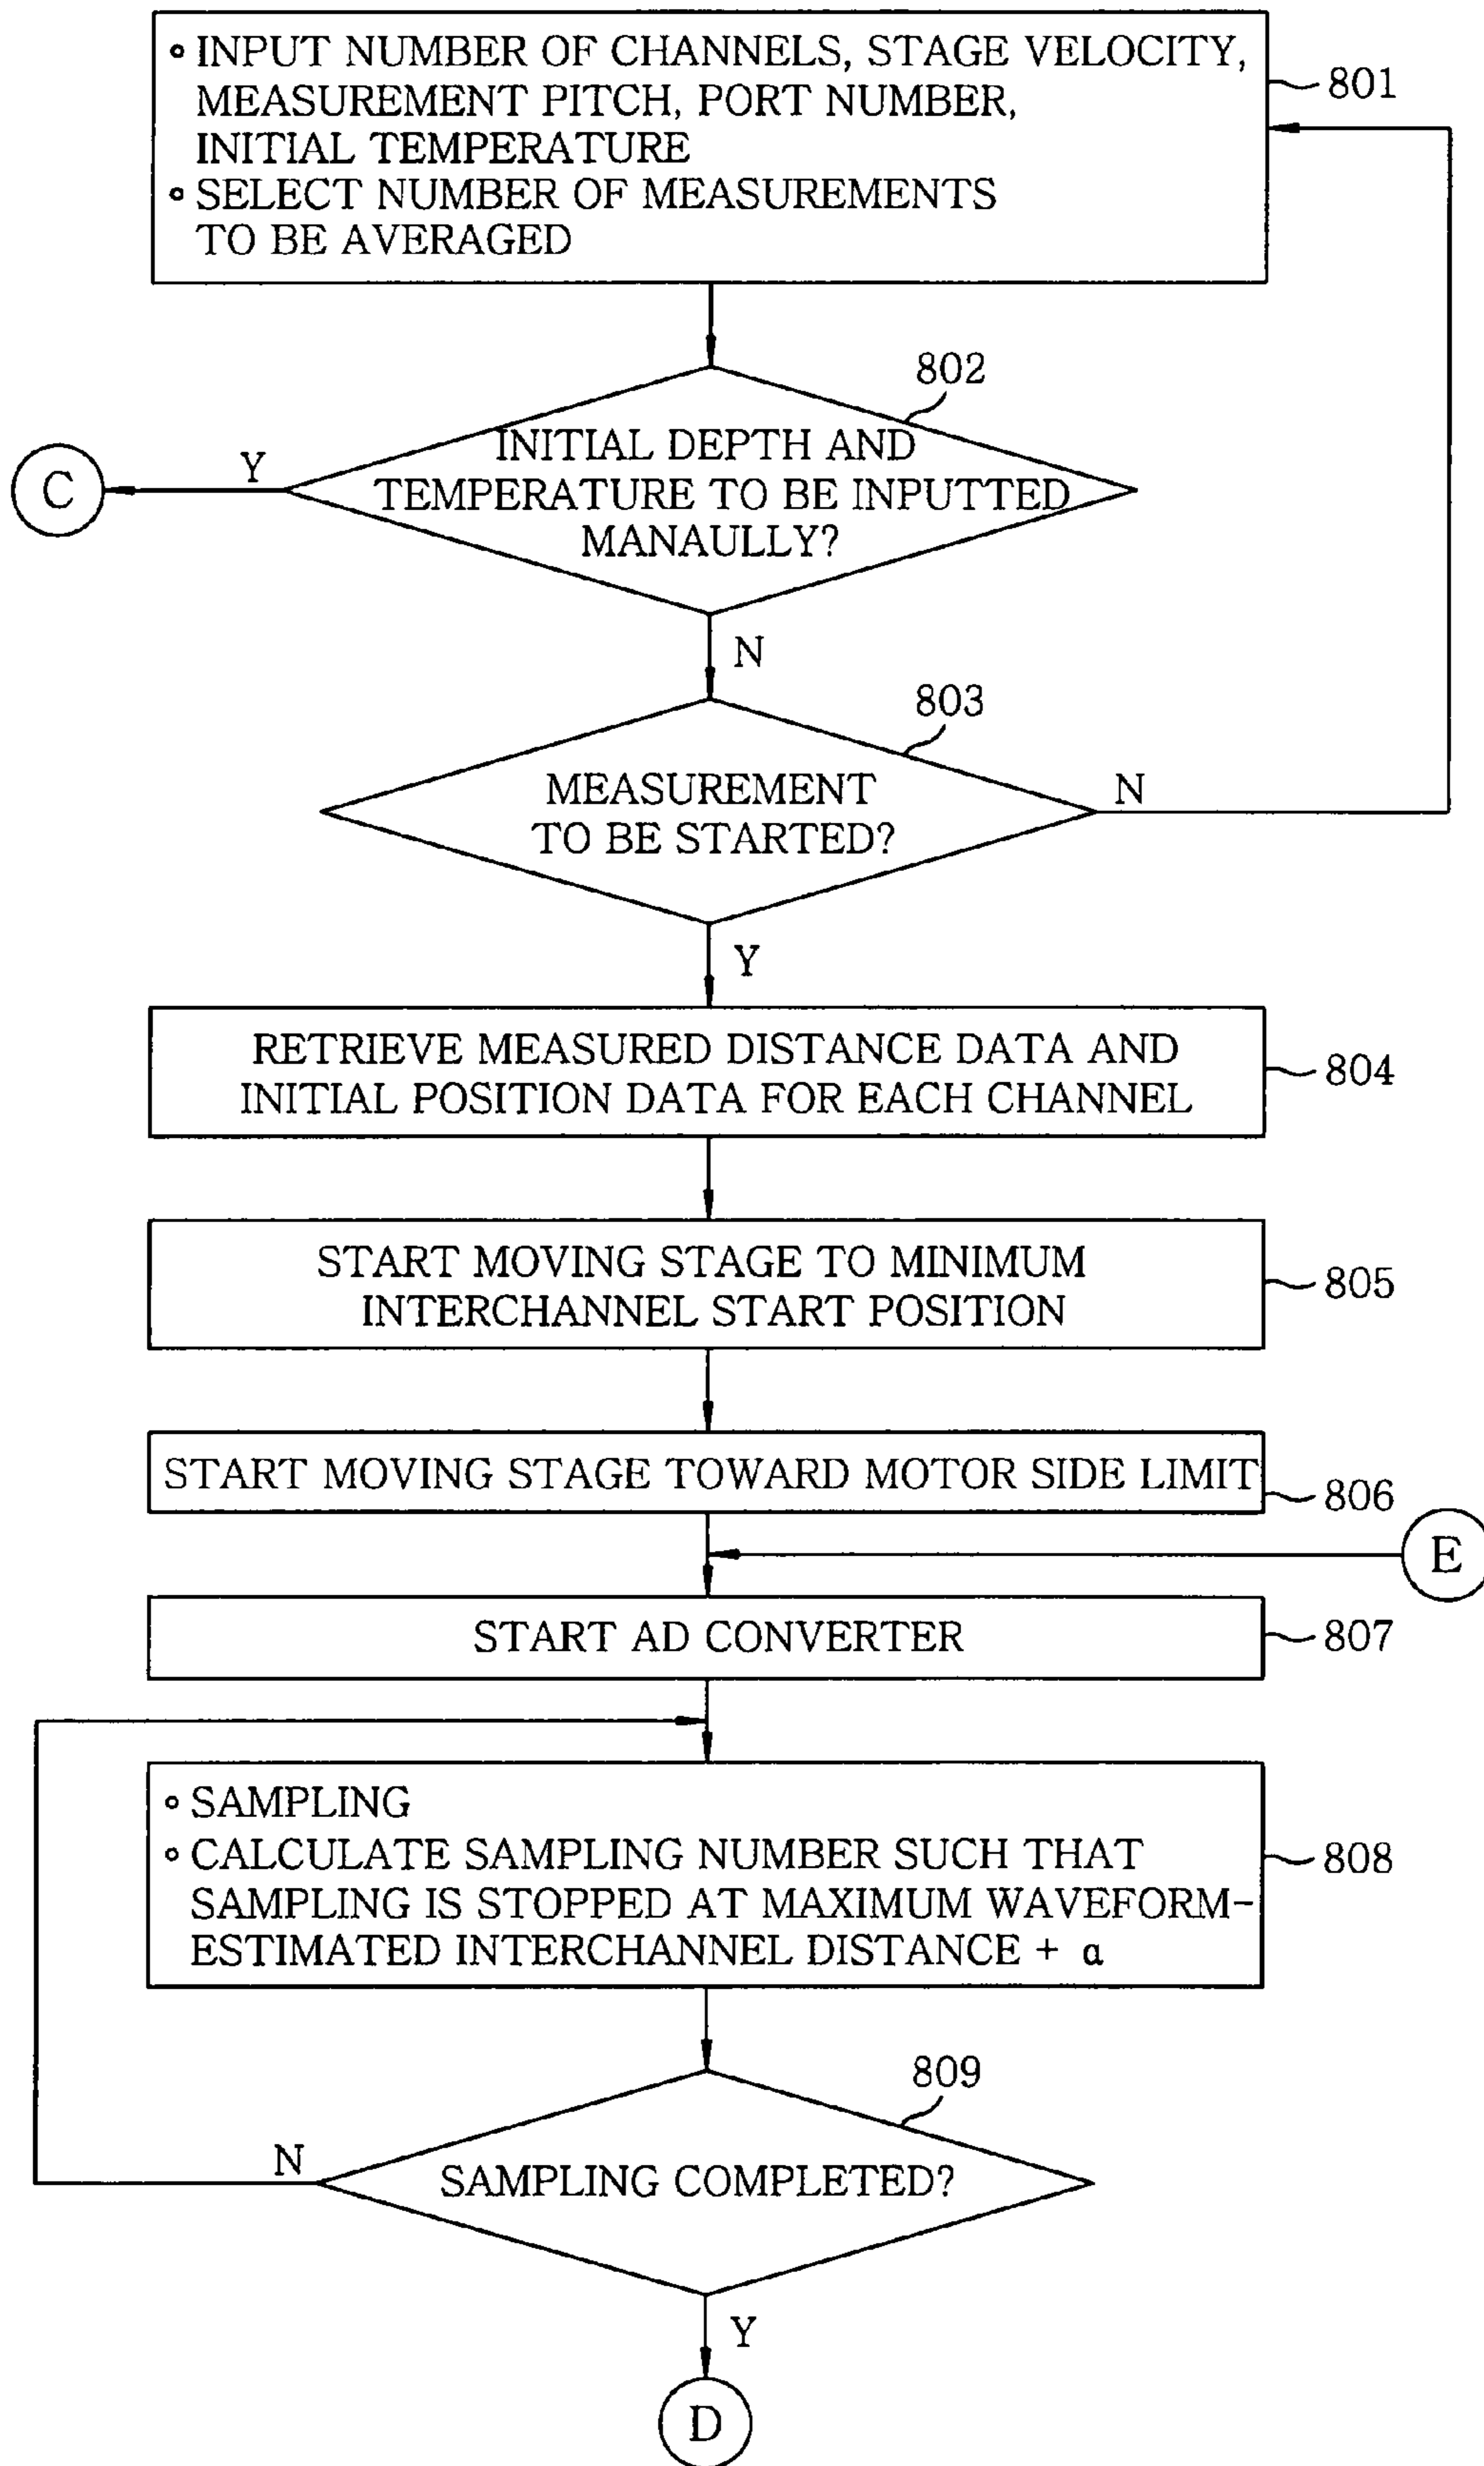 ∘ INPUT NUMBER OF CHANNELS, STAGE VELOCITY,
MEASUREMENT PITCH, PORT NUMBER,
INITIAL TEMPERATURE
∘ SELECT NUMBER OF MEASUREMENTS
TO BE AVERAGED
801
802
INITIAL DEPTH AND
TEMPERATURE TO BE INPUTTED
MANAULLY?
Y
C
N
803
MEASUREMENT
TO BE STARTED?
N
Y
RETRIEVE MEASURED DISTANCE DATA AND
INITIAL POSITION DATA FOR EACH CHANNEL
804
START MOVING STAGE TO MINIMUM
INTERCHANNEL START POSITION
805
START MOVING STAGE TOWARD MOTOR SIDE LIMIT
806
E
START AD CONVERTER
807
∘ SAMPLING
∘ CALCULATE SAMPLING NUMBER SUCH THAT
SAMPLING IS STOPPED AT MAXIMUM WAVEFORM-
ESTIMATED INTERCHANNEL DISTANCE + α
808
809
N
SAMPLING COMPLETED?
Y
D